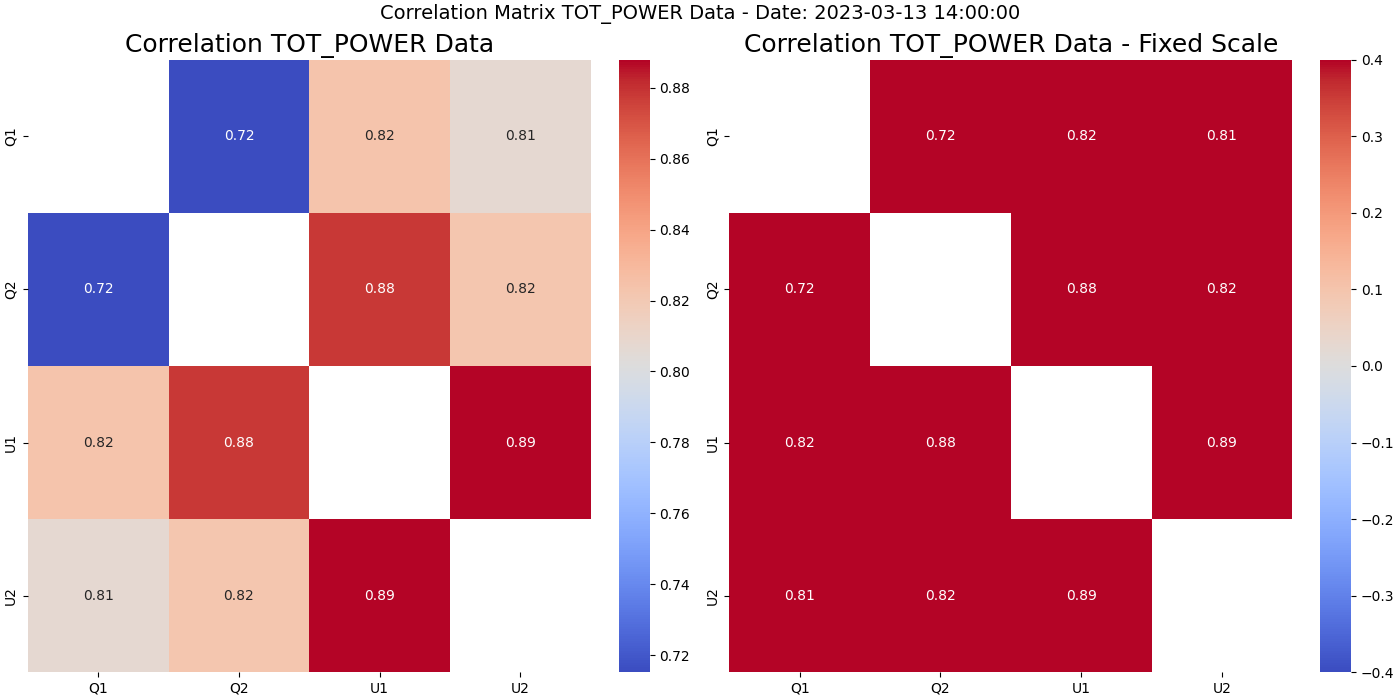 Correlation Matrix TOT_POWER Data - Date: 2023-03-13 14:00:00
Correlation TOT_POWER Data
Q1
0.72
0.82
0.81
Q2
0.72
0.88
0.82
U1
0.82
0.88
0.89
U2
0.81
0.82
0.89
Q1
Q2
U1
U2
0.88
0.86
0.84
0.82
0.80
0.78
0.76
0.74
0.72
Correlation TOT_POWER Data - Fixed Scale
Q1
0.72
0.82
0.81
Q2
0.72
0.88
0.82
U1
0.82
0.88
0.89
U2
0.81
0.82
0.89
Q1
Q2
U1
U2
0.4
0.3
0.2
0.1
0.0
−0.1
−0.2
−0.3
−0.4